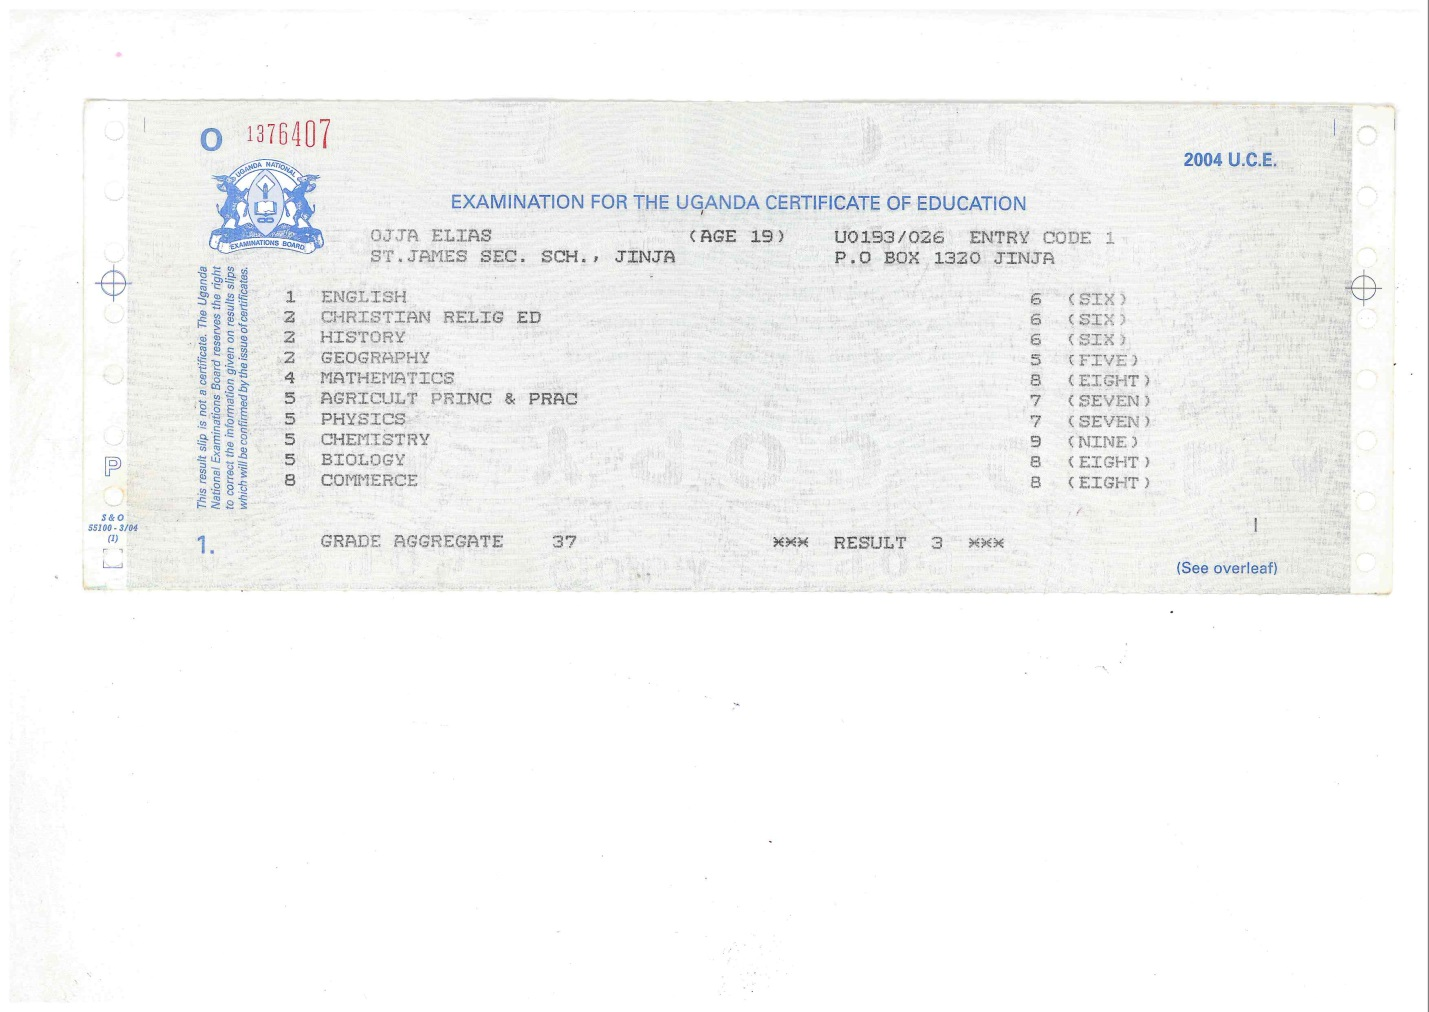 O 1376407
2004 U.C.E.
UGANDA NATIONAL
EXAMINATIONS BOARD
EXAMINATION FOR THE UGANDA CERTIFICATE OF EDUCATION
OJJA ELIAS (AGE 19) U0193/026 ENTRY CODE 1
ST.JAMES SEC. SCH., JINJA P.O BOX 1320 JINJA
1 ENGLISH 6 (SIX)
2 CHRISTIAN RELIG ED 6 (SIX)
2 HISTORY 6 (SIX)
2 GEOGRAPHY 5 (FIVE)
4 MATHEMATICS 8 (EIGHT)
5 AGRICULT PRINC & PRAC 7 (SEVEN)
5 PHYSICS 7 (SEVEN)
5 CHEMISTRY 9 (NINE)
5 BIOLOGY 8 (EIGHT)
8 COMMERCE 8 (EIGHT)
This result slip is not a certificate. The Uganda
National Examinations Board reserves the right
to correct the information given on results slips
which will be confirmed by the issue of certificates.
P
S & O
55100 - 3/04
(1)
1. GRADE AGGREGATE 37 *** RESULT 3 ***
(See overleaf)